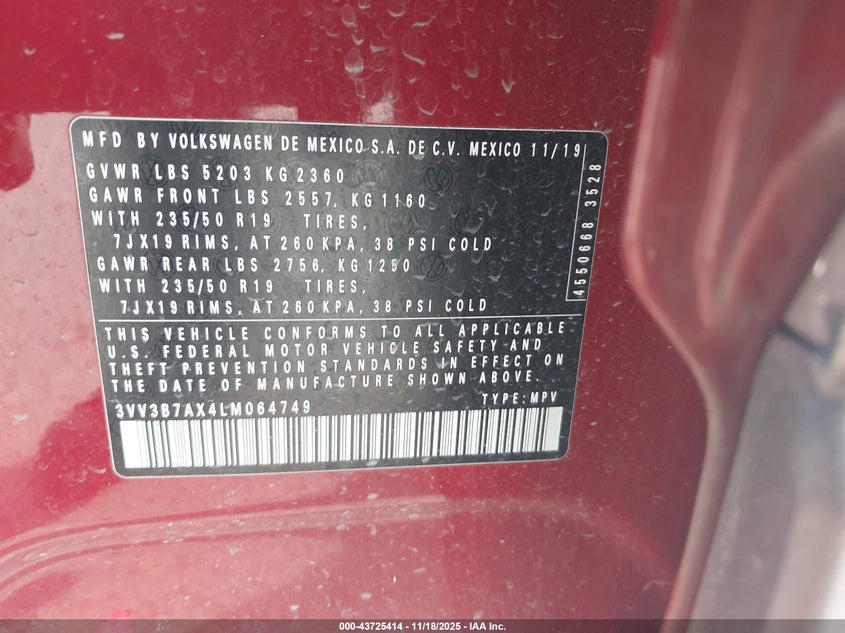 MFD BY VOLKSWAGEN DE MEXICO S.A. DE C.V. MEXICO 11/19
GVWR LBS 5203 KG 2360
GAWR FRONT LBS 2557, KG 1160
WITH 235/50 R19 TIRES,
7JX19 RIMS, AT 260 KPA, 38 PSI COLD
GAWR REAR LBS 2756, KG 1250
WITH 235/50 R19 TIRES,
7JX19 RIMS, AT 260 KPA, 38 PSI COLD
4550668 3528
THIS VEHICLE CONFORMS TO ALL APPLICABLE
U.S. FEDERAL MOTOR VEHICLE SAFETY AND
THEFT PREVENTION STANDARDS IN EFFECT ON
THE DATE OF MANUFACTURE SHOWN ABOVE.
3VV3B7AX4LM064749 TYPE: MPV
000-43725414 - 11/18/2025 - IAA Inc.